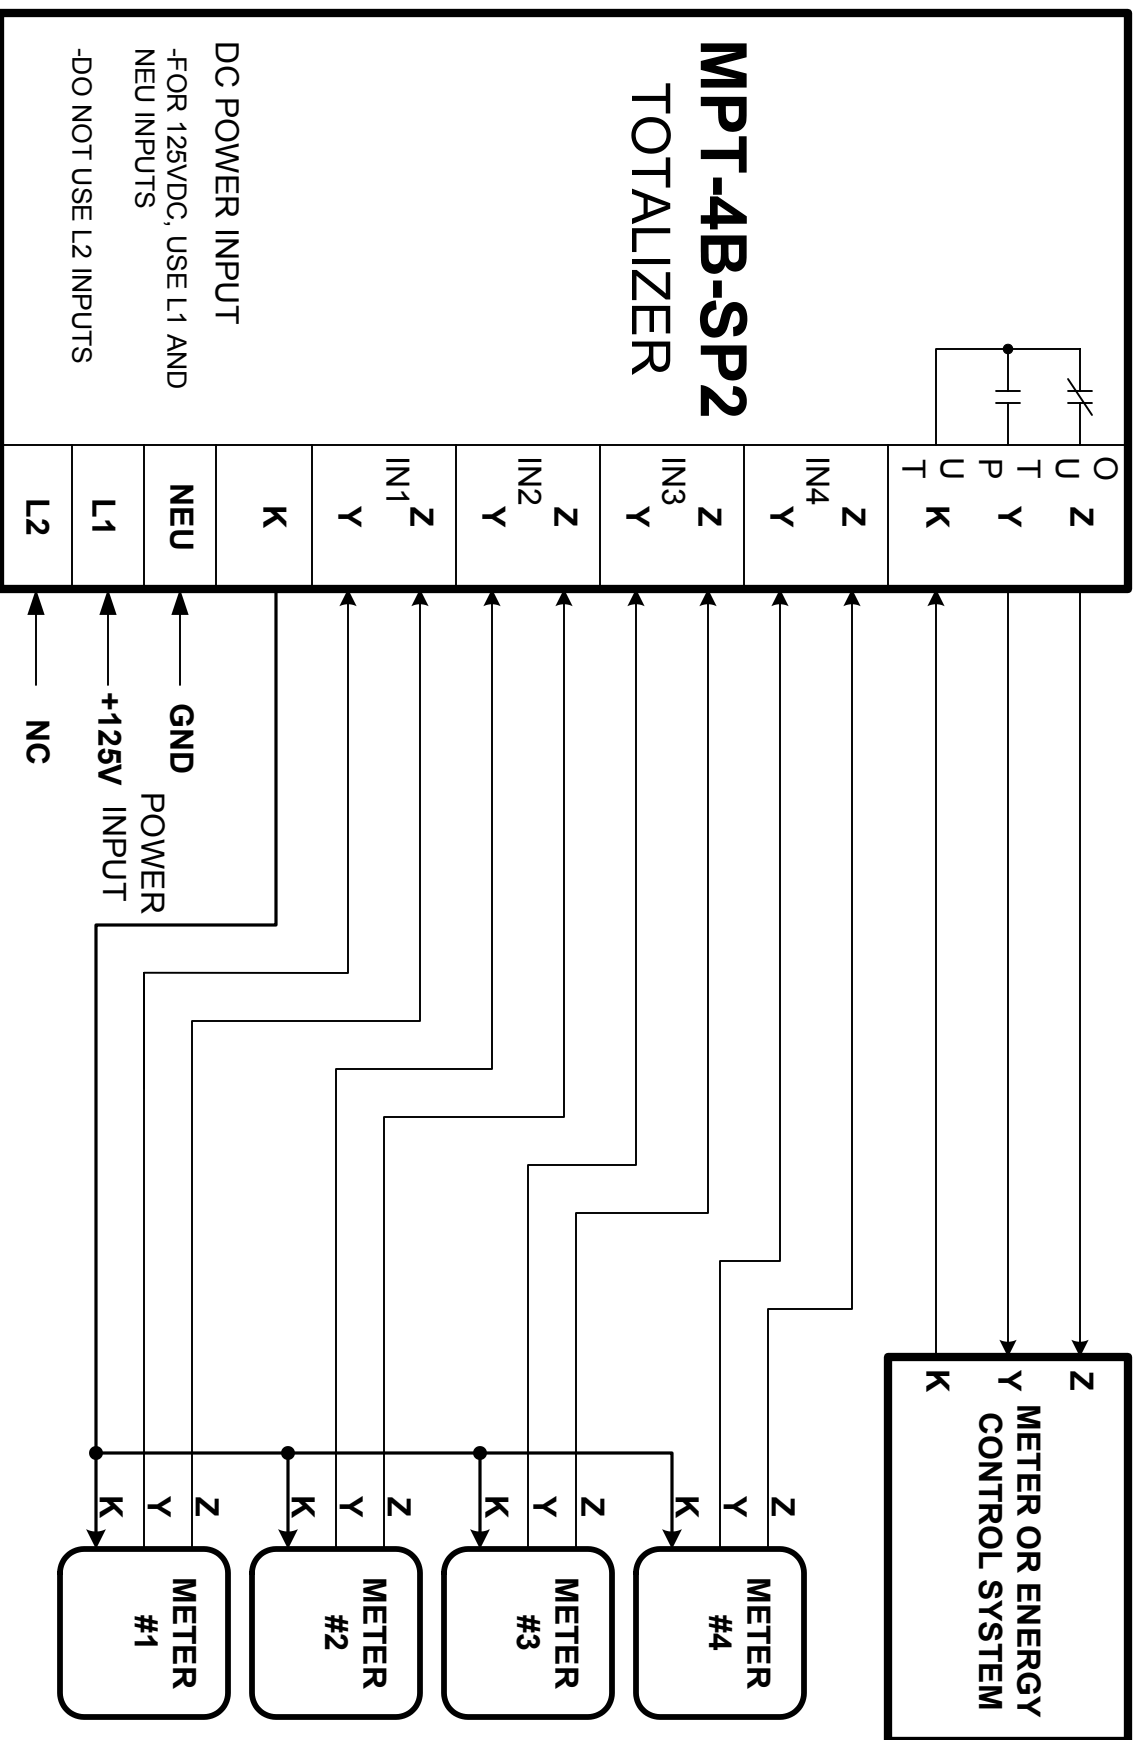 MPT-4B-SP2
TOTALIZER
DC POWER INPUT
-FOR 125VDC, USE L1 AND
NEU INPUTS
-DO NOT USE L2 INPUTS
OUTPUT
Z
Y
K
IN4
Z
Y
IN3
Z
Y
IN2
Z
Y
IN1
Z
Y
K
NEU
L1
L2
GND
+125V
NC
POWER
INPUT
Z
Y
K
METER OR ENERGY
CONTROL SYSTEM
Z
Y
K
METER
#4
Z
Y
K
METER
#3
Z
Y
K
METER
#2
Z
Y
K
METER
#1